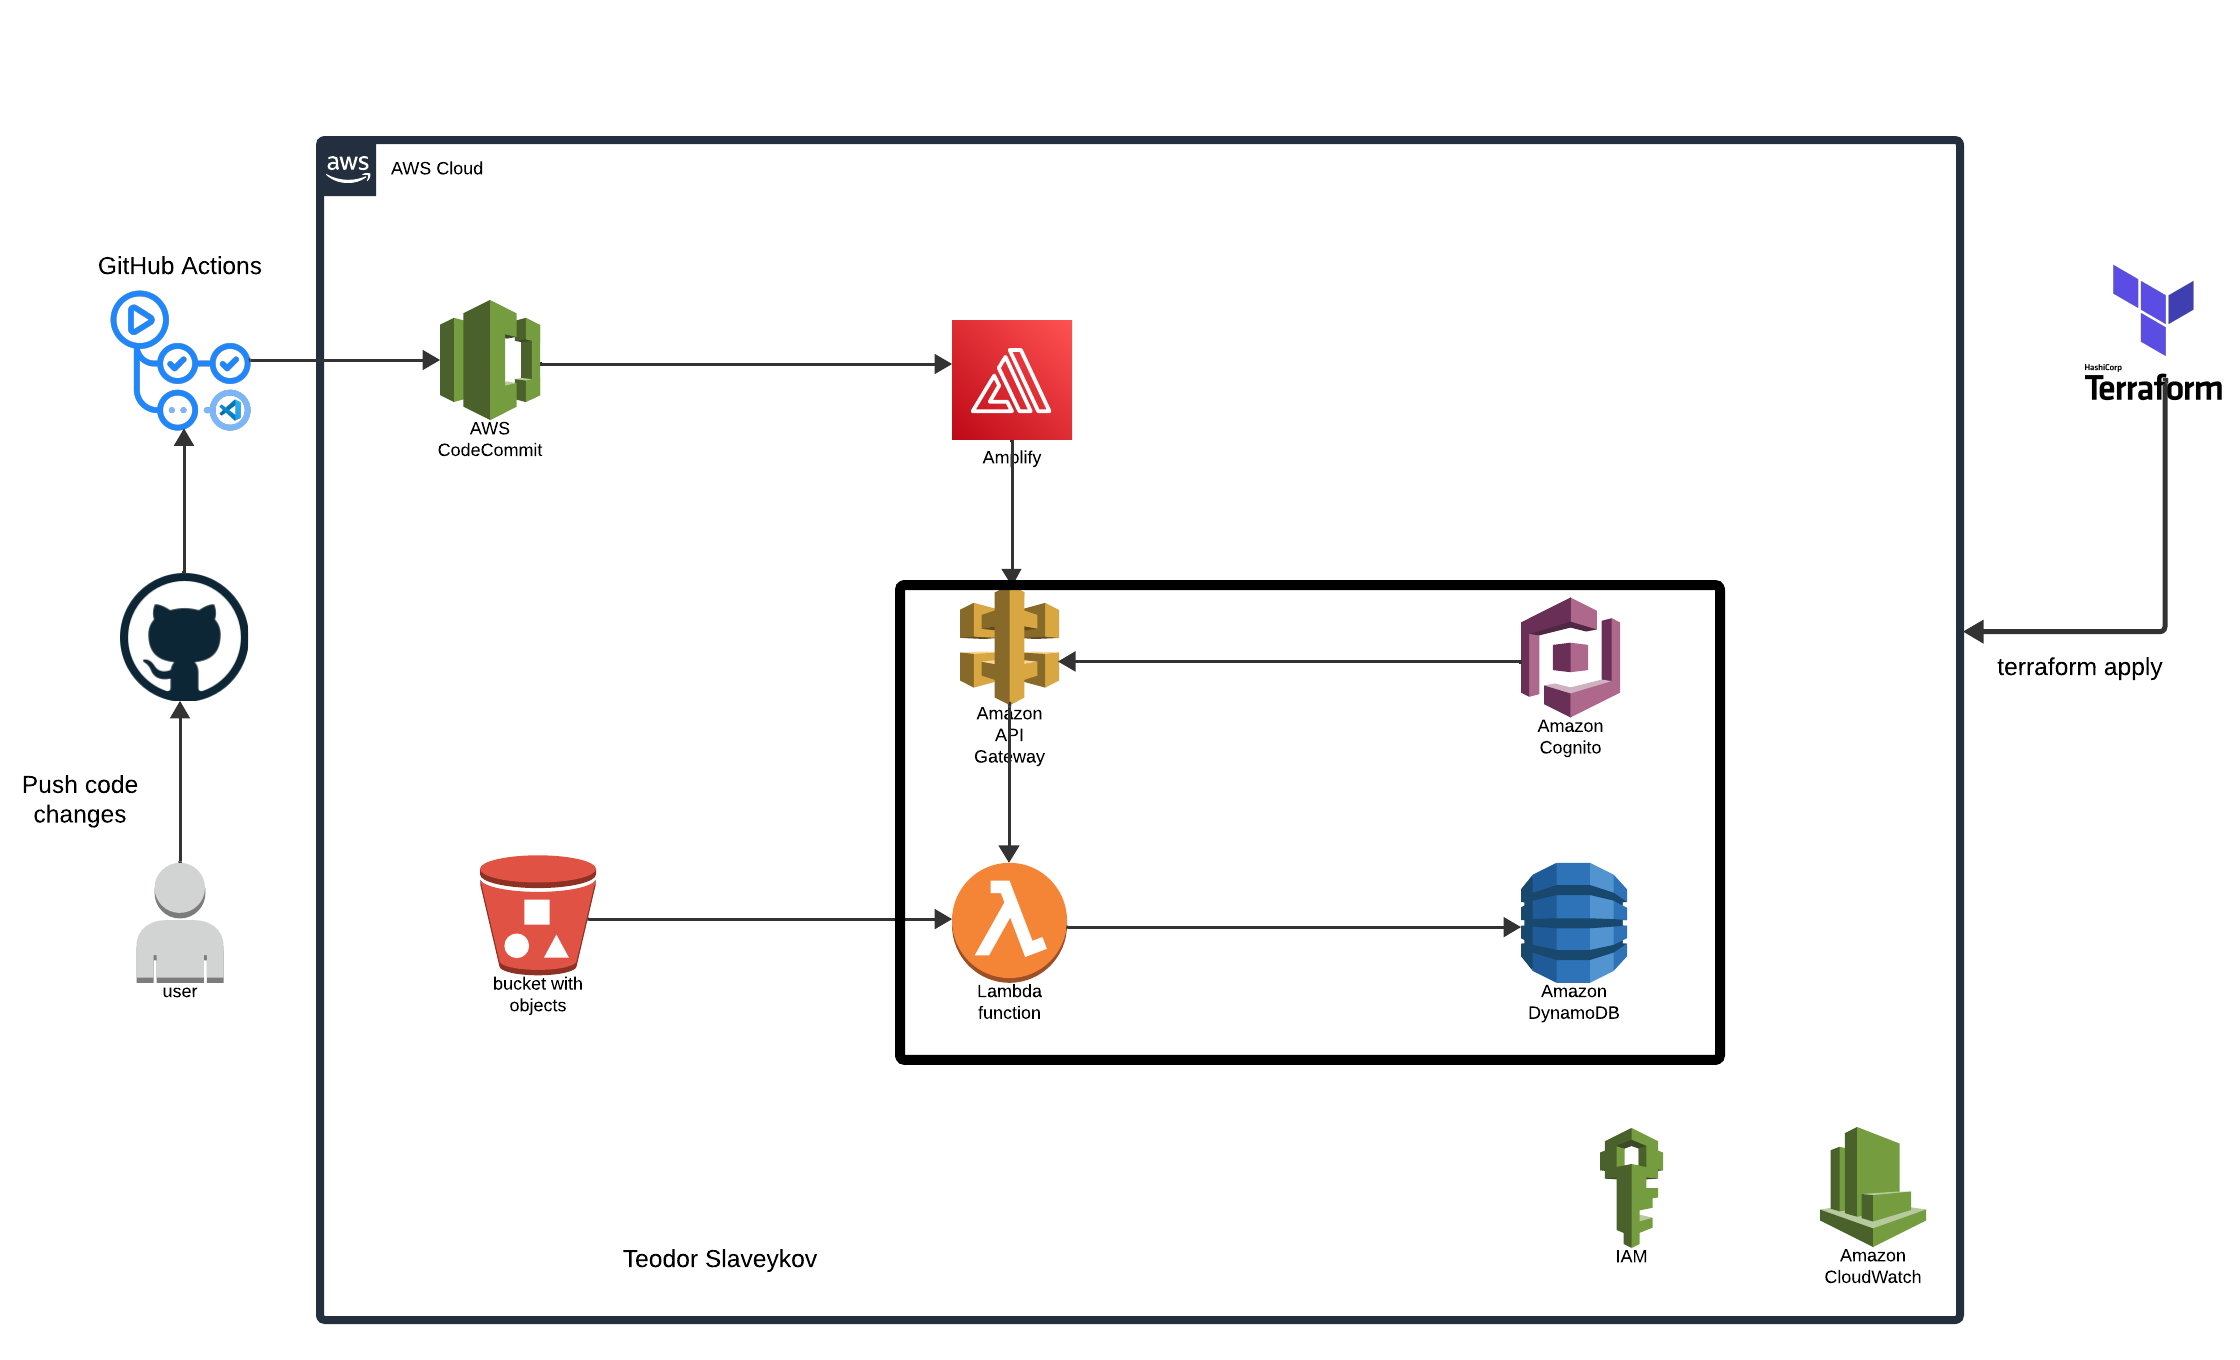 aws
AWS Cloud
GitHub Actions
AWS
CodeCommit
Amplify
HashiCorp
Terraform
terraform apply
Amazon
API
Gateway
Amazon
Cognito
Push code
changes
user
bucket with
objects
Lambda
function
Amazon
DynamoDB
IAM
Amazon
CloudWatch
Teodor Slaveykov